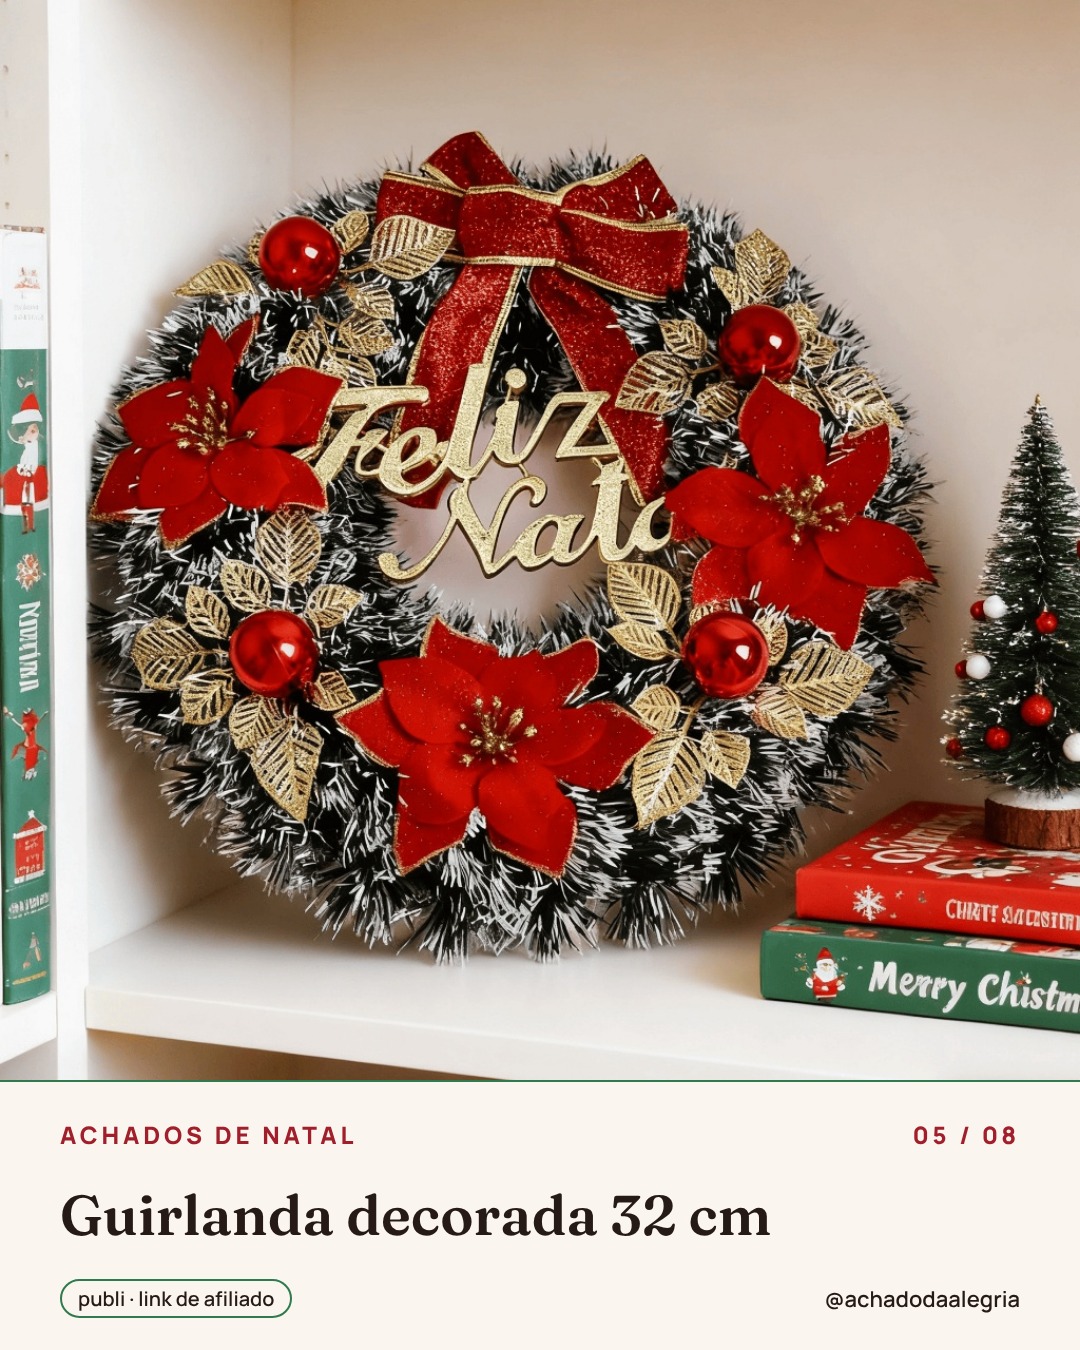 Feliz
Nata
Merry Chistm
ACHADOS DE NATAL
05 / 08
Guirlanda decorada 32 cm
publi · link de afiliado
@achadodaalegria